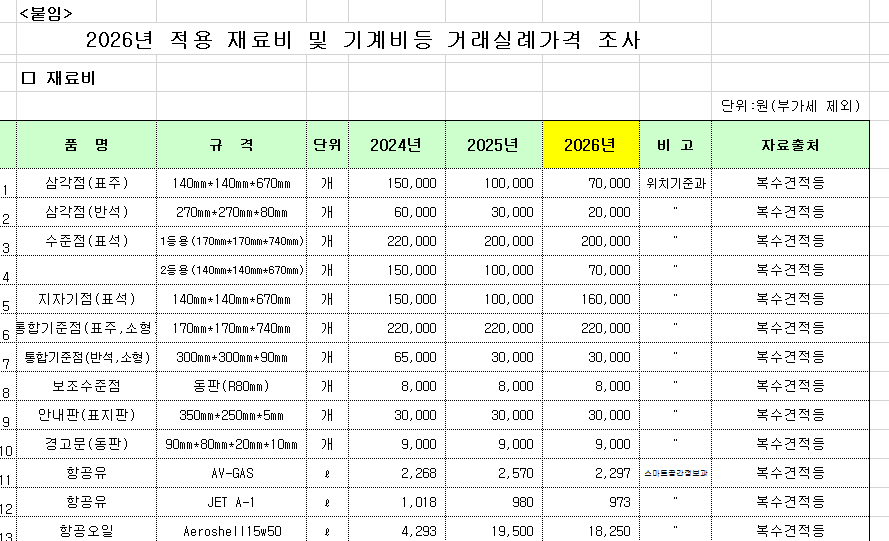 <붙임>
2026년 적용 재료비 및 기계비등 거래실례가격 조사
□ 재료비
단위:원(부가세 제외)
품 명 규 격 단위 2024년 2025년 2026년 비 고 자료출처
1 삼각점(표주) 140mm*140mm*670mm 개 150,000 100,000 70,000 위치기준과 복수견적등
2 삼각점(반석) 270mm*270mm*80mm 개 60,000 30,000 20,000 " 복수견적등
3 수준점(표석) 1등용(170mm*170mm*740mm) 개 220,000 200,000 200,000 " 복수견적등
4 2등용(140mm*140mm*670mm) 개 150,000 100,000 70,000 " 복수견적등
5 지자기점(표석) 140mm*140mm*670mm 개 150,000 100,000 160,000 " 복수견적등
6 통합기준점(표주,소형 170mm*170mm*740mm 개 220,000 220,000 220,000 " 복수견적등
7 통합기준점(반석,소형) 300mm*300mm*90mm 개 65,000 30,000 30,000 " 복수견적등
8 보조수준점 동판(R80mm) 개 8,000 8,000 8,000 " 복수견적등
9 안내판(표지판) 350mm*250mm*5mm 개 30,000 30,000 30,000 " 복수견적등
10 경고문(동판) 90mm*80mm*20mm*10mm 개 9,000 9,000 9,000 " 복수견적등
11 항공유 AV-GAS ℓ 2,268 2,570 2,297 스마트공간정보과 복수견적등
12 항공유 JET A-1 ℓ 1,018 980 973 " 복수견적등
13 항공오일 Aeroshell15w50 ℓ 4,293 19,500 18,250 " 복수견적등